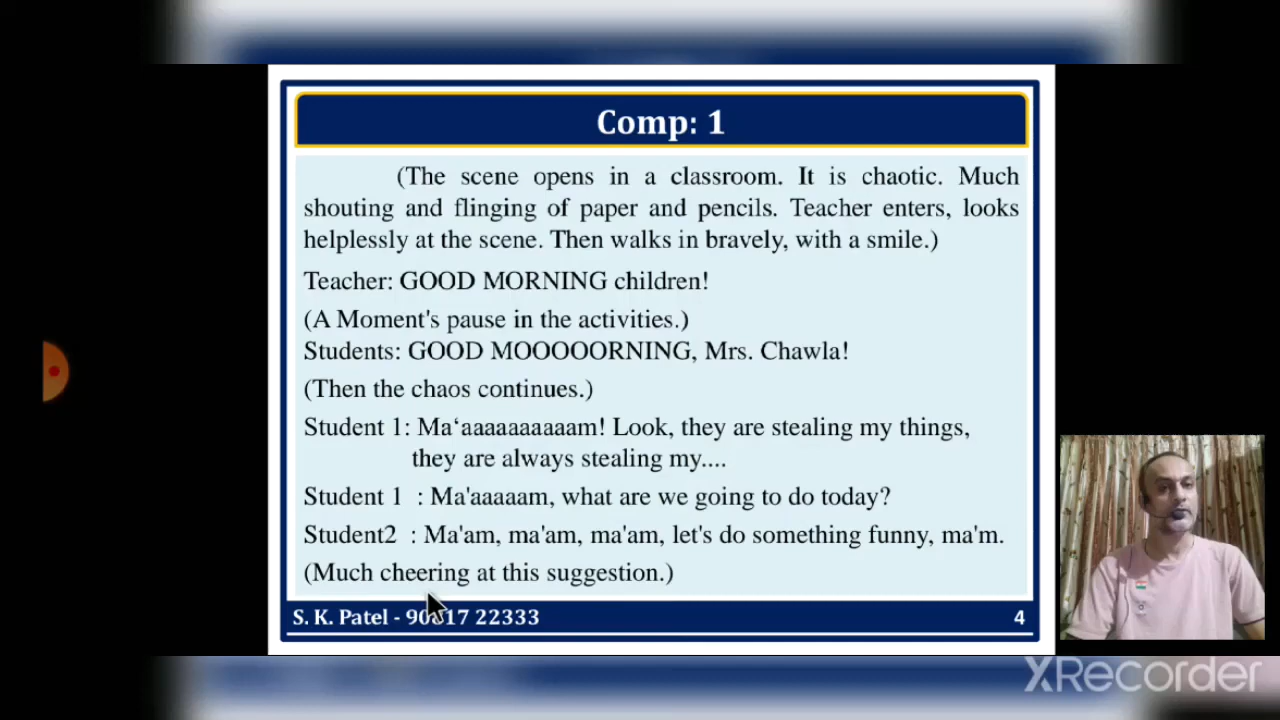 Comp: 1
(The scene opens in a classroom. It is chaotic. Much
shouting and flinging of paper and pencils. Teacher enters, looks
helplessly at the scene. Then walks in bravely, with a smile.)
Teacher: GOOD MORNING children!
(A Moment's pause in the activities.)
Students: GOOD MOOOOORNING, Mrs. Chawla!
(Then the chaos continues.)
Student 1: Ma‘aaaaaaaaaam! Look, they are stealing my things,
they are always stealing my....
Student 1 : Ma'aaaaam, what are we going to do today?
Student2 : Ma'am, ma'am, ma'am, let's do something funny, ma'm.
(Much cheering at this suggestion.)
S. K. Patel - 22333
4
XRecorder